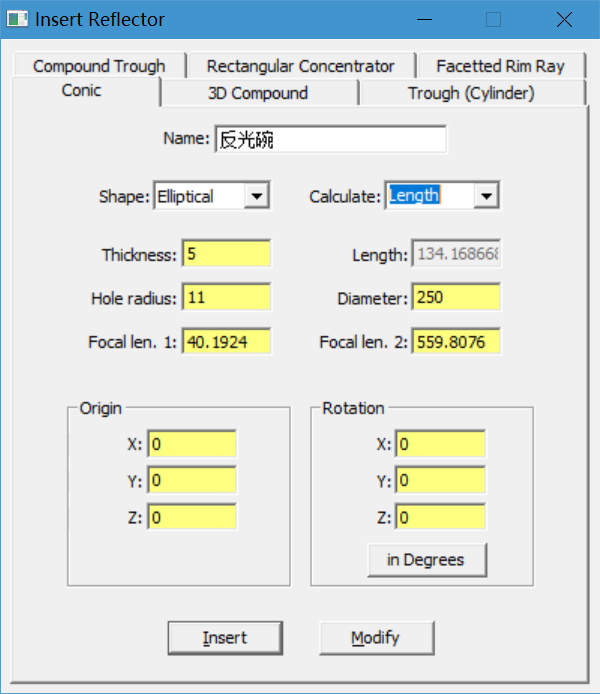 Insert Reflector
Compound Trough Rectangular Concentrator Facetted Rim Ray
Conic 3D Compound Trough (Cylinder)
Name: 反光碗
Shape: Elliptical Calculate: Length
Thickness: 5 Length: 134.168668
Hole radius: 11 Diameter: 250
Focal len. 1: 40.1924 Focal len. 2: 559.8076
Origin Rotation
X: 0 X: 0
Y: 0 Y: 0
Z: 0 Z: 0
in Degrees
Insert Modify